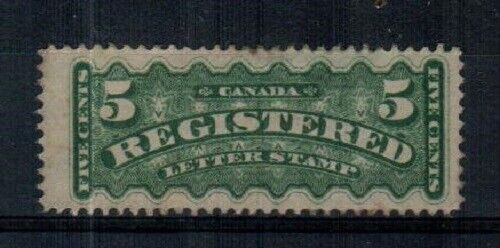 CANADA
5 5
REGISTERED
LETTER STAMP
FIVE CENTS
FIVE CENTS